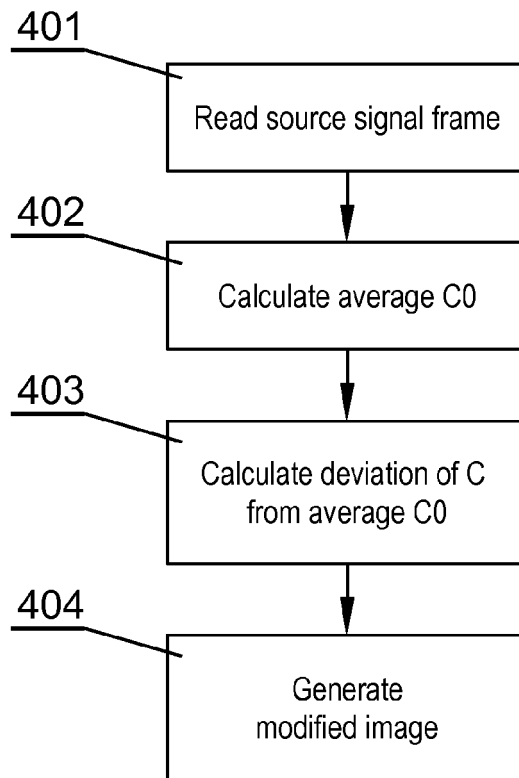 401
Read source signal frame
402
Calculate average C0
403
Calculate deviation of C
from average C0
404
Generate
modified image